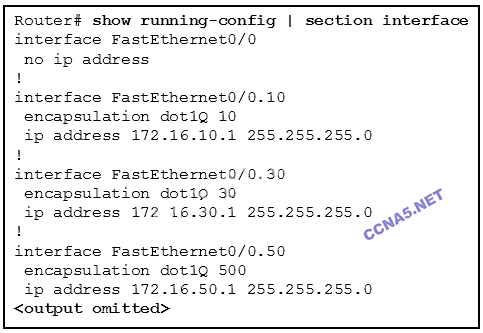 Router# show running-config | section interface
interface FastEthernet0/0
no ip address
!
interface FastEthernet0/0.10
encapsulation dot1Q 10
ip address 172.16.10.1 255.255.255.0
!
interface FastEthernet0/0.30
encapsulation dot1Q 30
ip address 172 16.30.1 255.255.255.0
!
interface FastEthernet0/0.50
encapsulation dot1Q 500
ip address 172.16.50.1 255.255.255.0
<output omitted>
CCNA5.NET